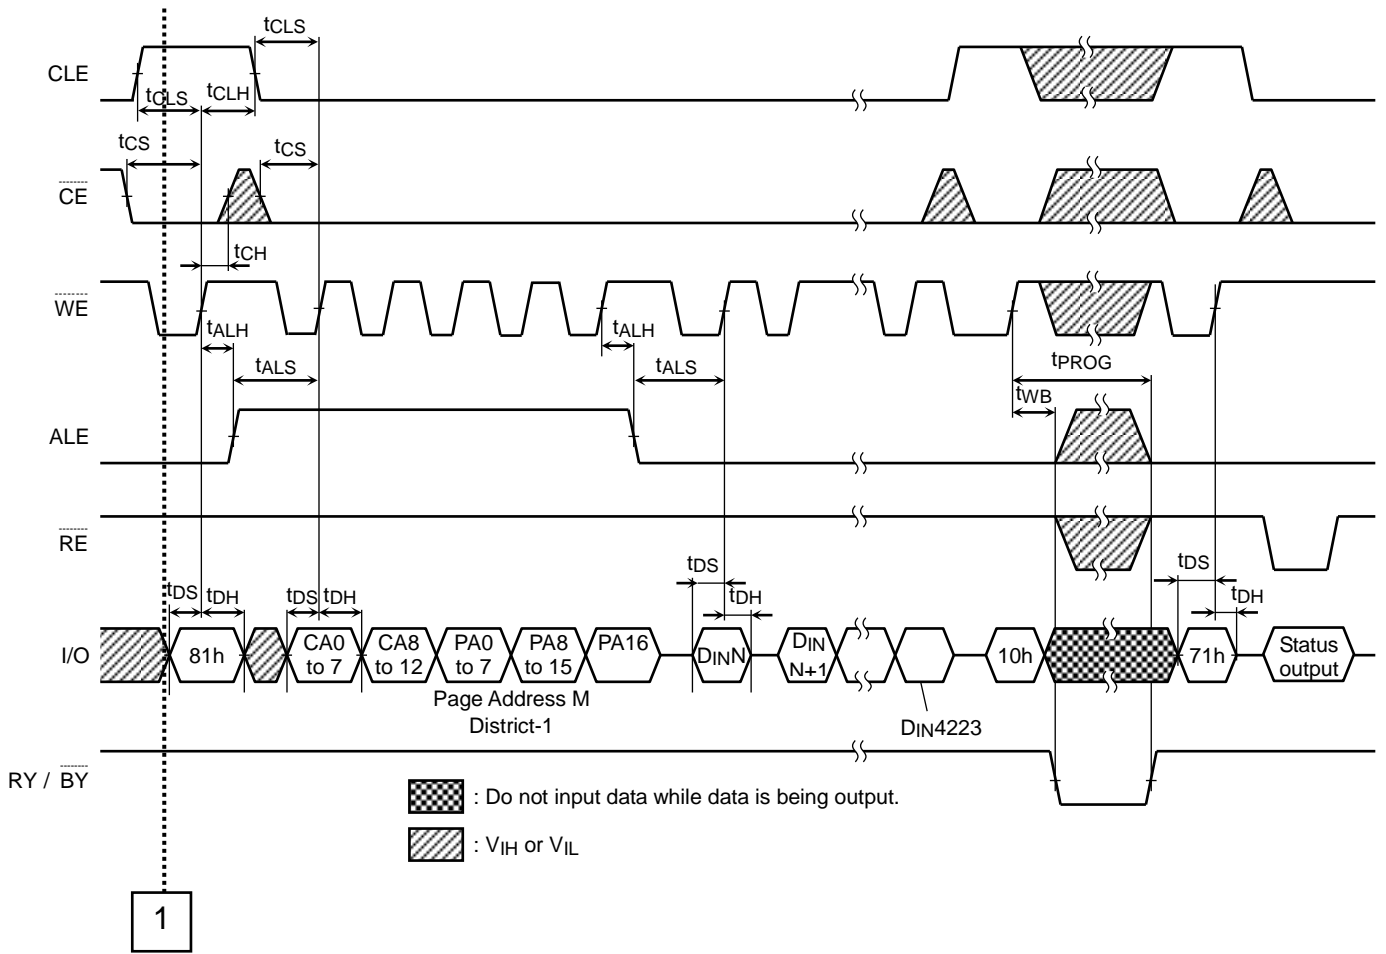 tCLS
CLE
tCLS
tCLH
tCS
tCS
CE
tCH
WE
tALH
tALH
tALS
tALS
tPROG
tWB
ALE
RE
tDS
tDH
tDS
tDH
tDS
tDH
tDS
tDH
I/O
81h
CA0
to 7
CA8
to 12
PA0
to 7
PA8
to 15
PA16
DINN
DIN
N+1
10h
71h
Status
output
Page Address M
District-1
DIN4223
RY / BY
: Do not input data while data is being output.
: VIH or VIL
1